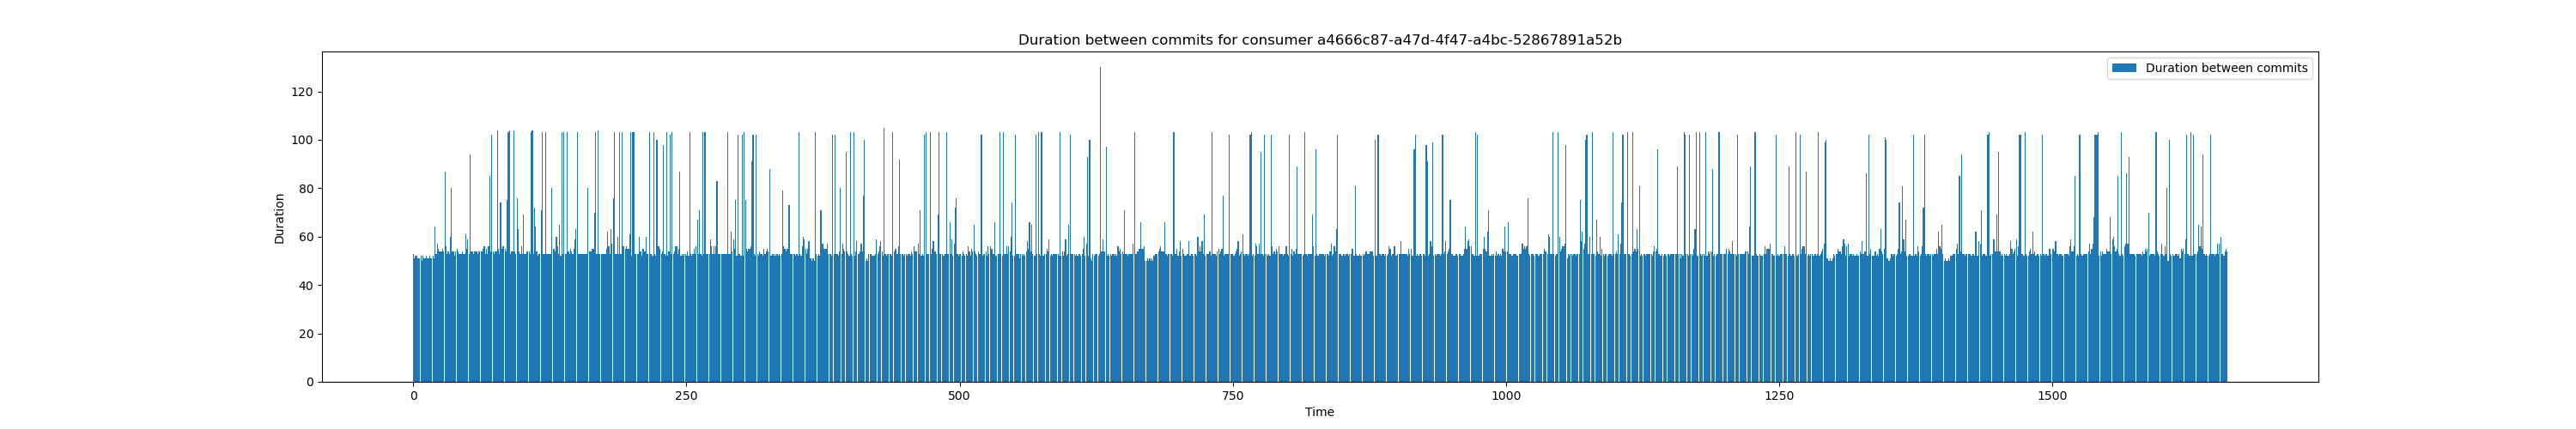 Duration between commits for consumer a4666c87-a47d-4f47-a4bc-52867891a52b
Duration between commits
120
100
80
60
40
20
0
Duration
0 250 500 750 1000 1250 1500
Time